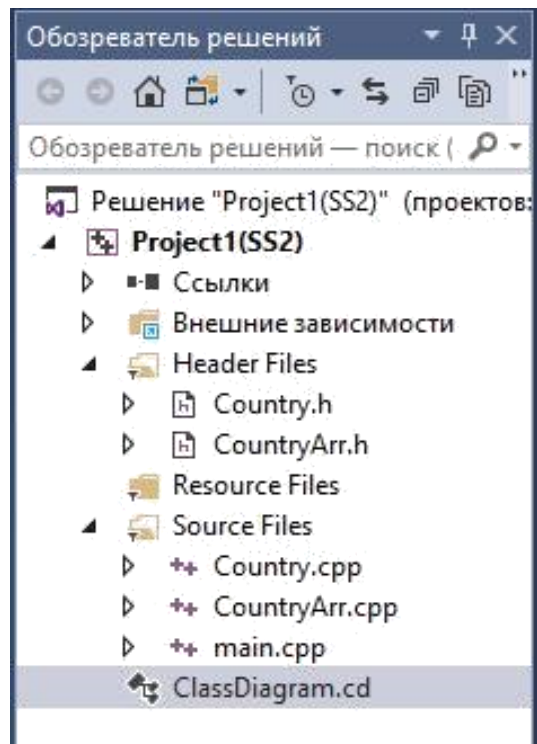 Обозреватель решений
Обозреватель решений — поиск (
Решение "Project1(SS2)" (проектов:
Project1(SS2)
Ссылки
Внешние зависимости
Header Files
Country.h
CountryArr.h
Resource Files
Source Files
Country.cpp
CountryArr.cpp
main.cpp
ClassDiagram.cd